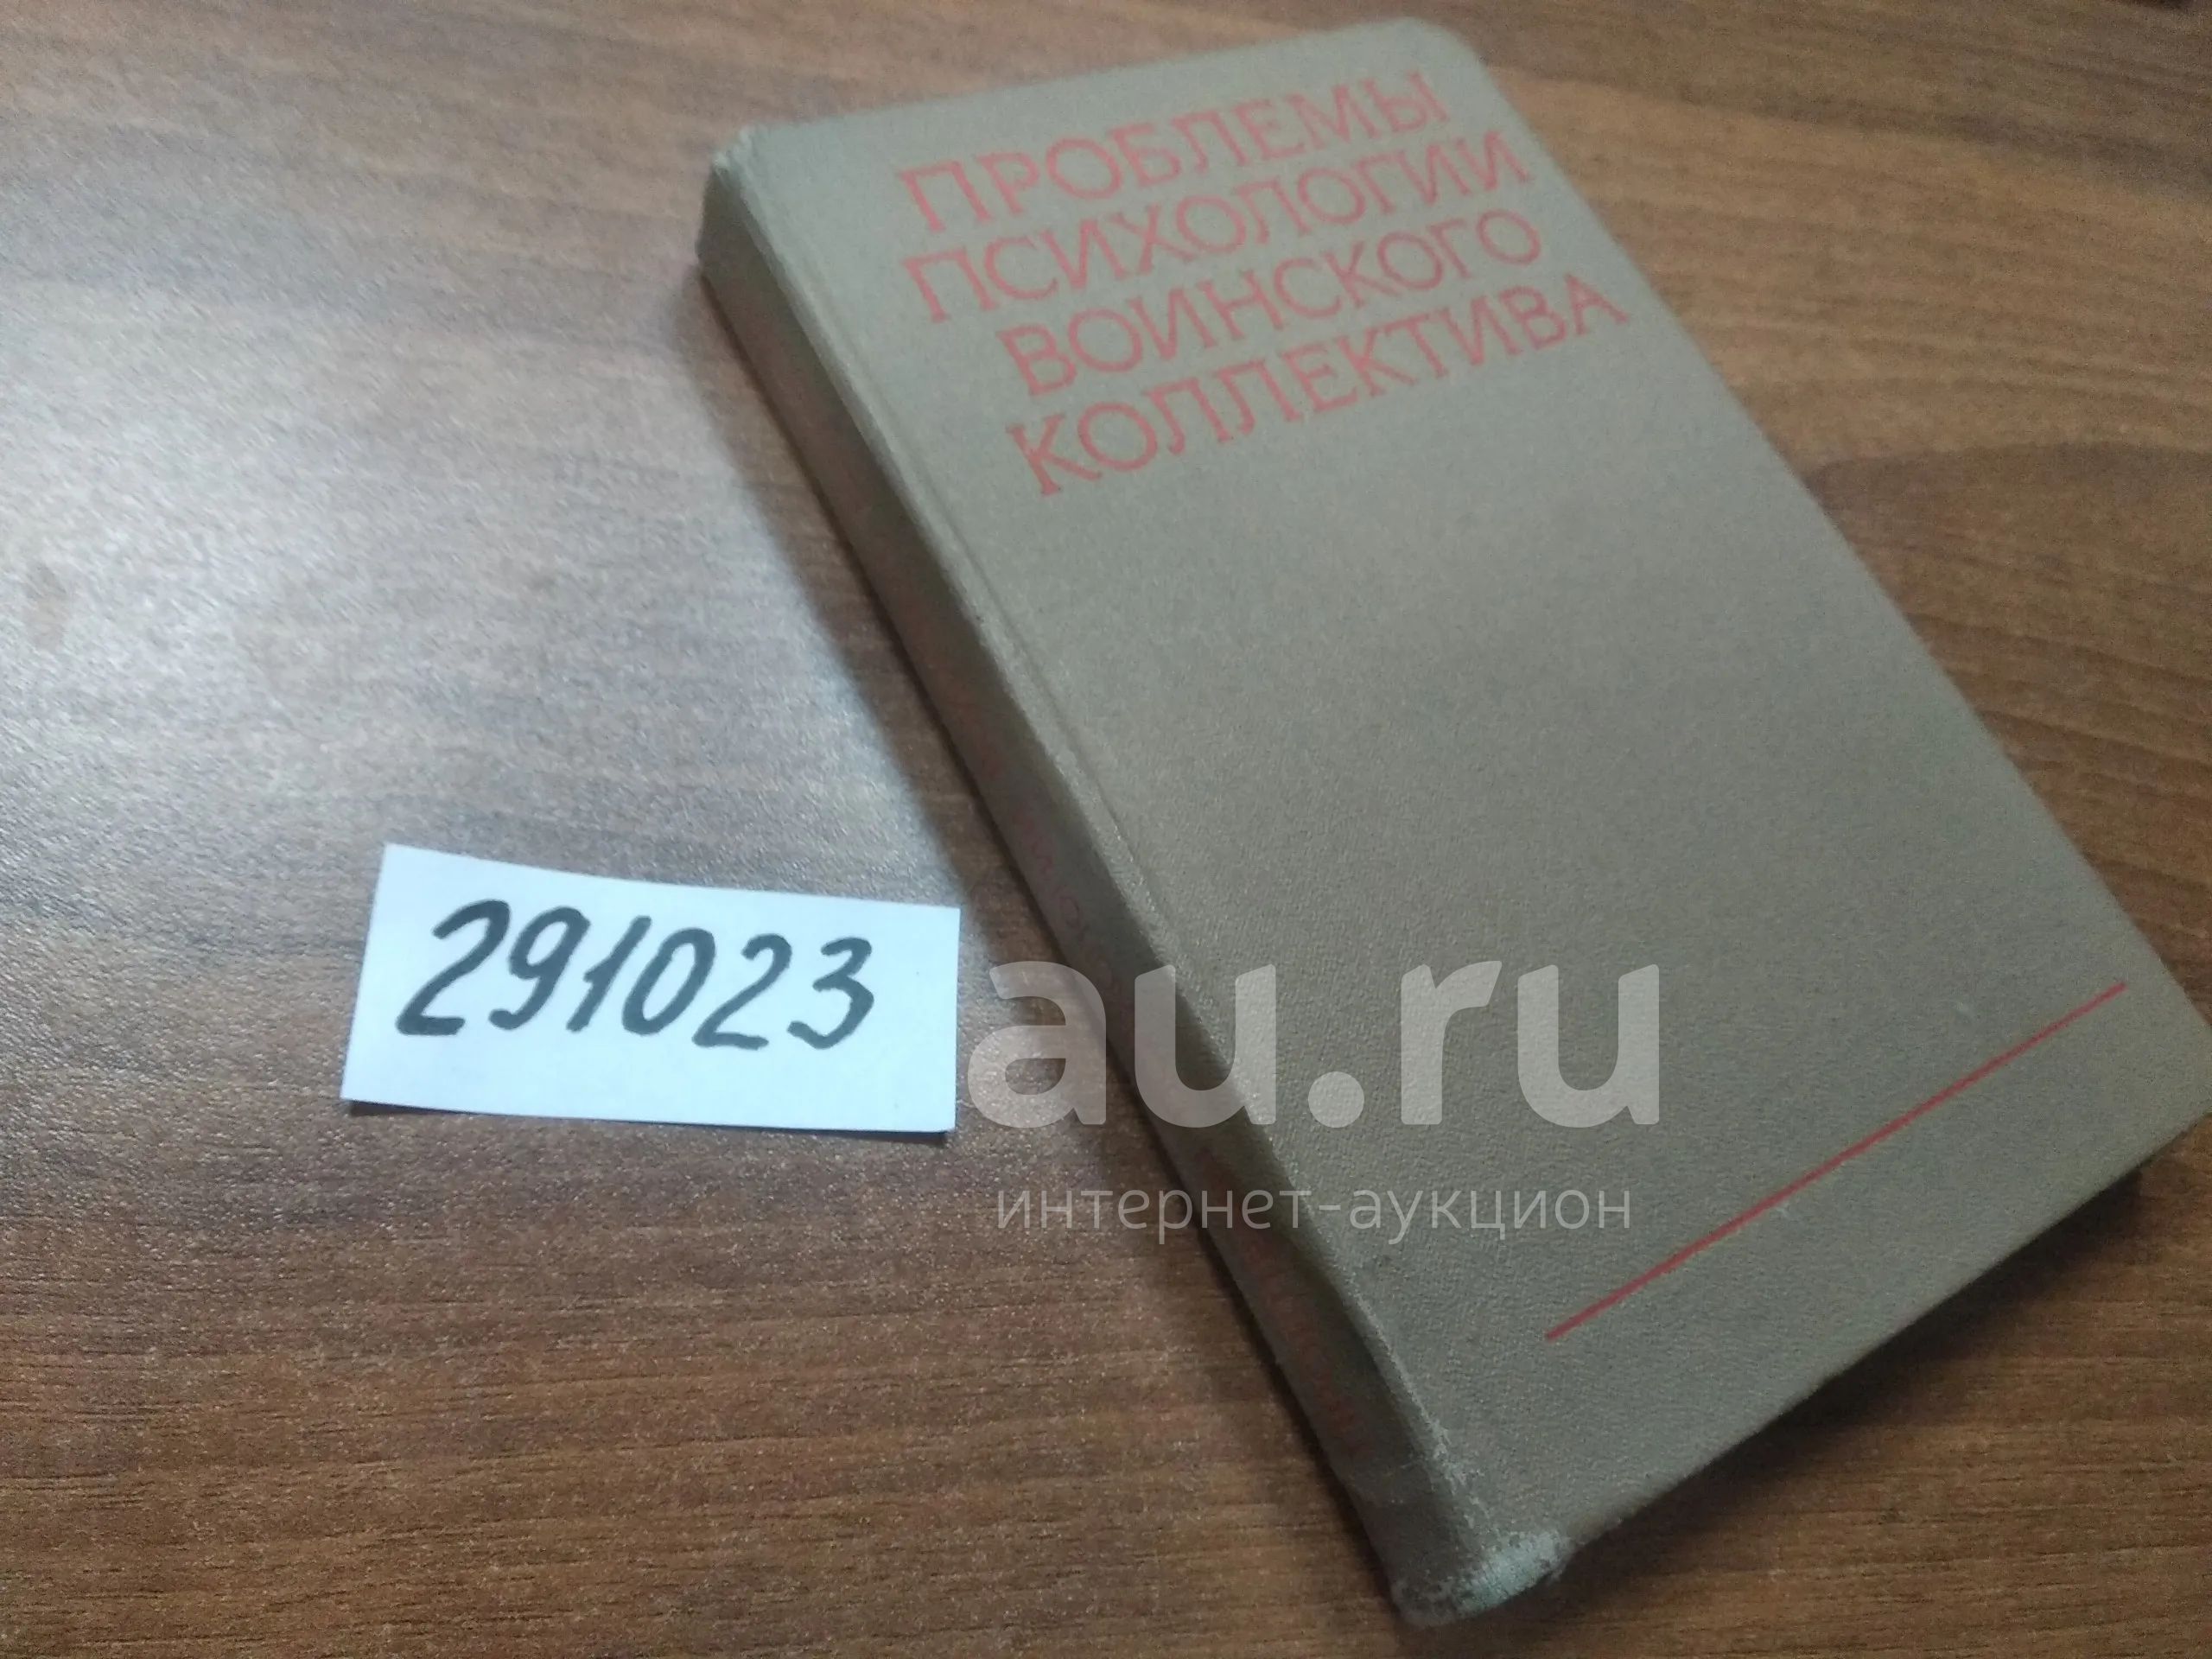 ПРОБЛЕМЫ
ПСИХОЛОГИИ
ВОИНСКОГО
КОЛЛЕКТИВА
291023
au.ru
интернет-аукцион